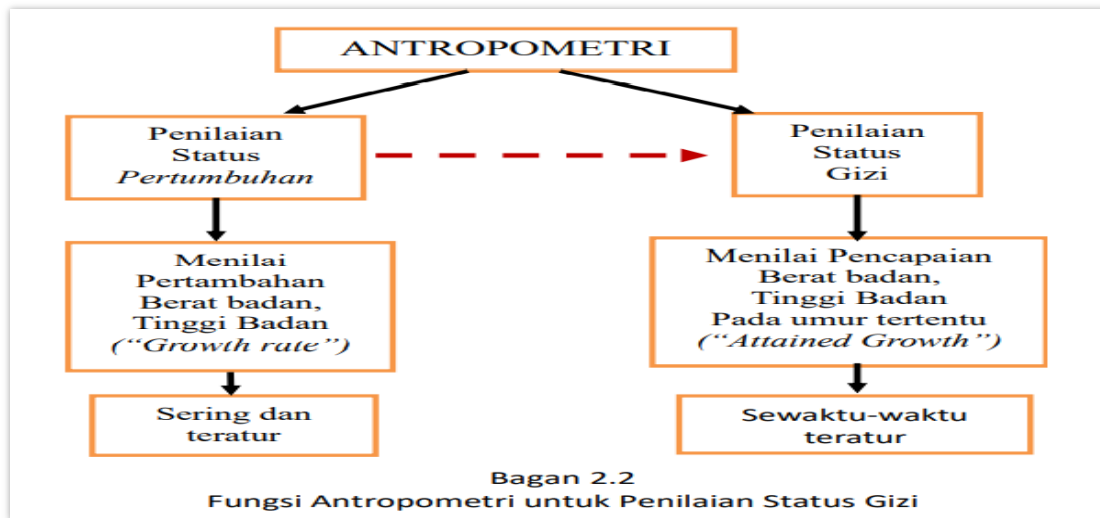 ANTROPOMETRI
Penilaian
Status
Pertumbuhan
Penilaian
Status
Gizi
Menilai
Pertambahan
Berat badan,
Tinggi Badan
(“Growth rate”)
Menilai Pencapaian
Berat badan,
Tinggi Badan
Pada umur tertentu
(“Attained Growth”)
Sering dan
teratur
Sewaktu-waktu
teratur
Bagan 2.2
Fungsi Antropometri untuk Penilaian Status Gizi